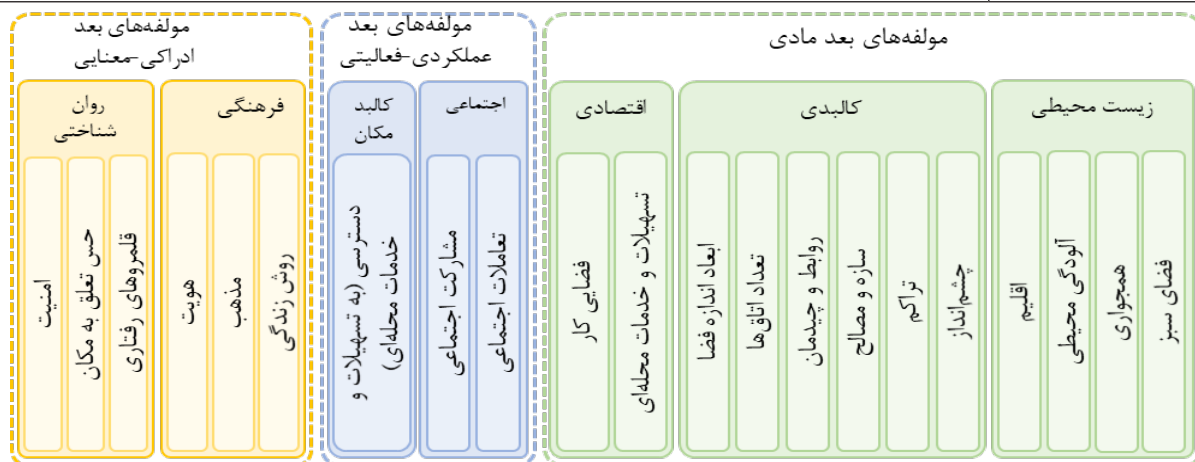 مولفه‌های بعد مادی
زیست محیطی
فضای سبز
همجواری
آلودگی محیطی
اقلیم
کالبدی
چشم‌انداز
تراکم
سازه و مصالح
روابط و چیدمان
تعداد اتاق‌ها
ابعاد اندازه فضا
اقتصادی
تسهیلات و خدمات محله‌ای
فضایی کار
مولفه‌های بعد
عملکردی-فعالیتی
اجتماعی
تعاملات اجتماعی
مشارکت اجتماعی
کالبد
مکان
دسترسی (به تسهیلات و
خدمات محله‌ای)
مولفه‌های بعد
ادراکی-معنایی
فرهنگی
روش زندگی
مذهب
هویت
روان
شناختی
قلمروهای رفتاری
حس تعلق به مکان
امنیت